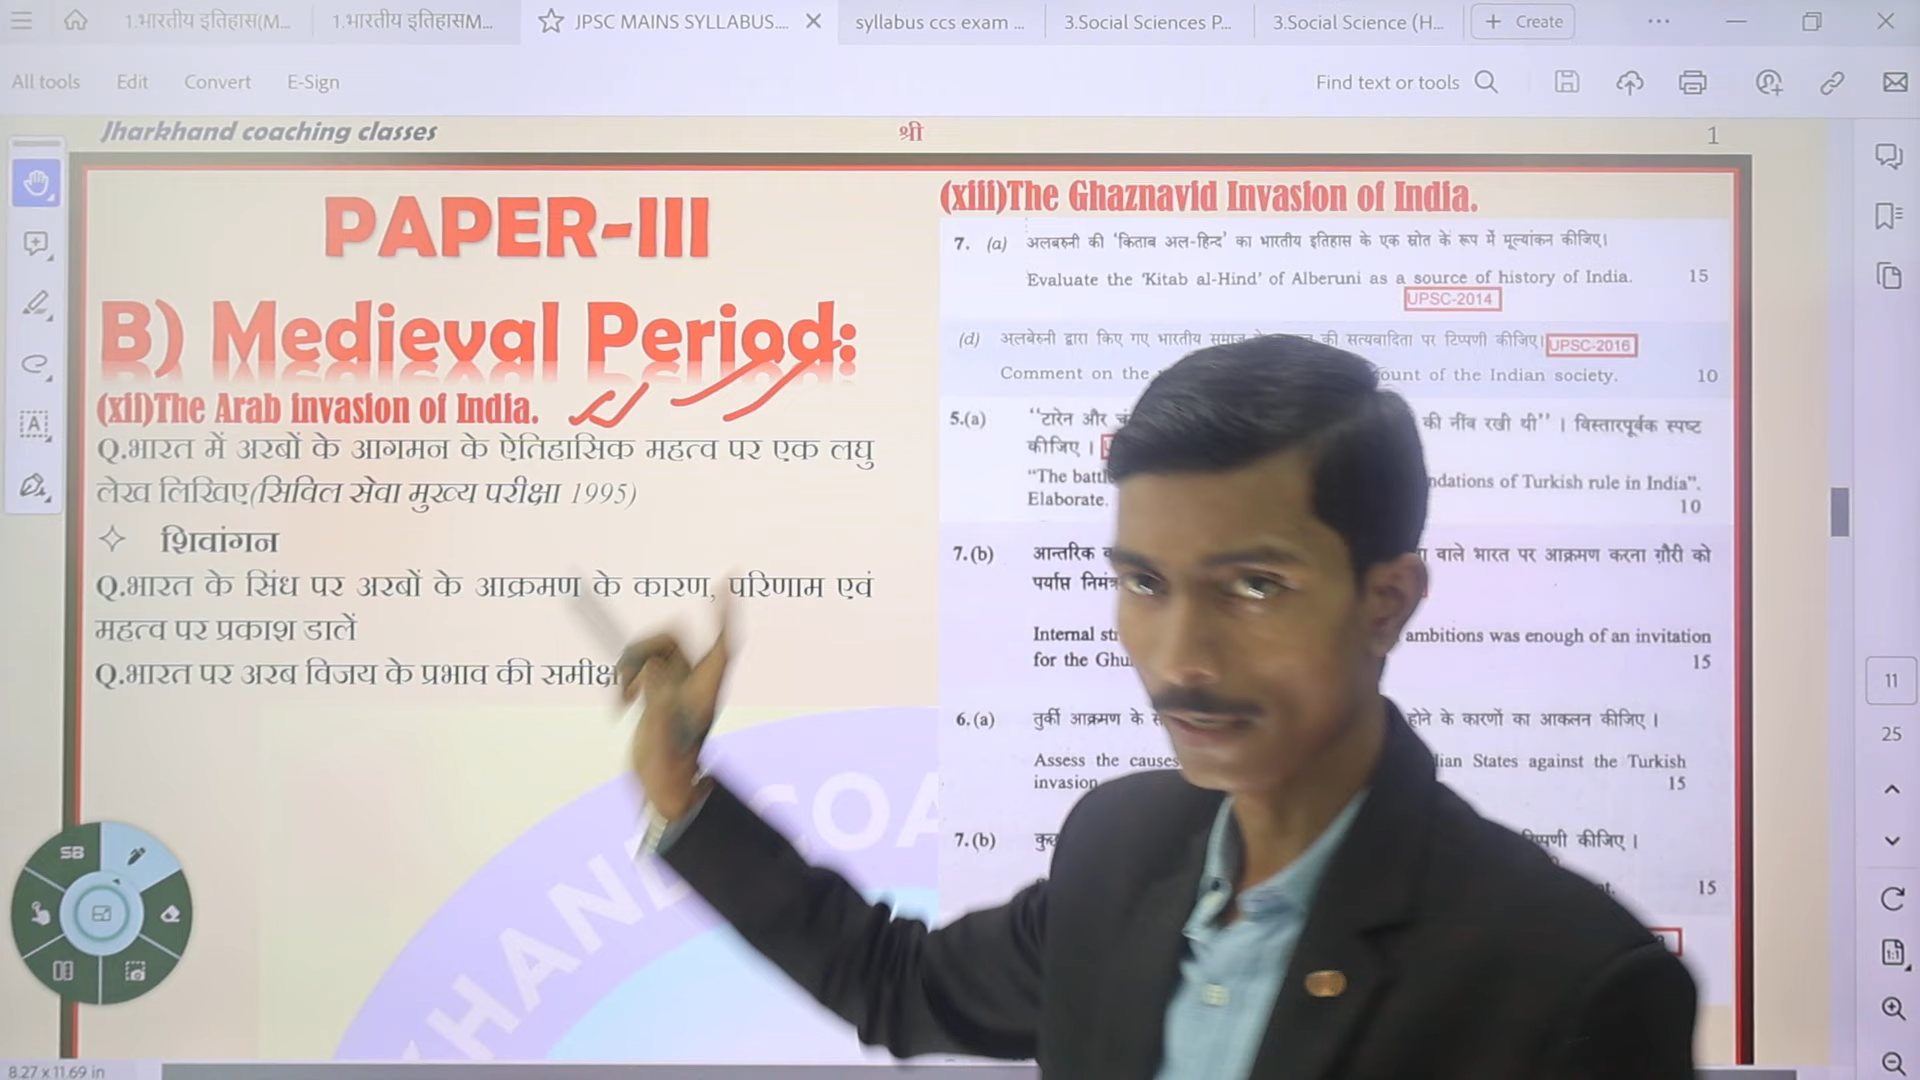 1.भारतीय इतिहास(M...
1.भारतीय इतिहासM...
JPSC MAINS SYLLABUS....
syllabus ccs exam ...
3.Social Sciences P...
3.Social Science (H...
Create
All tools
Edit
Convert
E-Sign
Find text or tools
Jharkhand coaching classes
श्री
1
PAPER-III
B) Medieval Period:
(xii)The Arab invasion of India.
Q.भारत में अरबों के आगमन के ऐतिहासिक महत्व पर एक लघु
लेख लिखिए(सिविल सेवा मुख्य परीक्षा 1995)
शिवांगन
Q.भारत के सिंध पर अरबों के आक्रमण के कारण, परिणाम एवं
महत्व पर प्रकाश डालें
Q.भारत पर अरब विजय के प्रभाव की
(xiii)The Ghaznavid Invasion of India.
7. (a) अलबरुनी की 'किताब अल-हिन्द' का भारतीय इतिहास के एक स्रोत के रूप में मूल्यांकन कीजिए।
Evaluate the 'Kitab al-Hind' of Alberuni as a source of history of India. 15
UPSC-2014
(d) अलबेरुनी द्वारा किए गए भारतीय की सत्यवादिता पर टिप्पणी कीजिए। UPSC-2016
Comment on the of the Indian society. 10
5.(a) "टारेन और की नींव रखी थी" । विस्तारपूर्वक स्पष्ट
कीजिए ।
"The of Turkish rule in India".
Elaborate. 10
7.(b) आन्तरिक वाले भारत पर आक्रमण करना ग़ौरी को
पर्याप्त
Internal ambitions was enough of an invitation
for the 15
6.(a) तुर्की आक्रमण के होने के कारणों का आकलन कीजिए ।
Assess the causes States against the Turkish
invasion 15
7.(b) कीजिए ।
15
11
25
SB
8.27 x 11.69 in